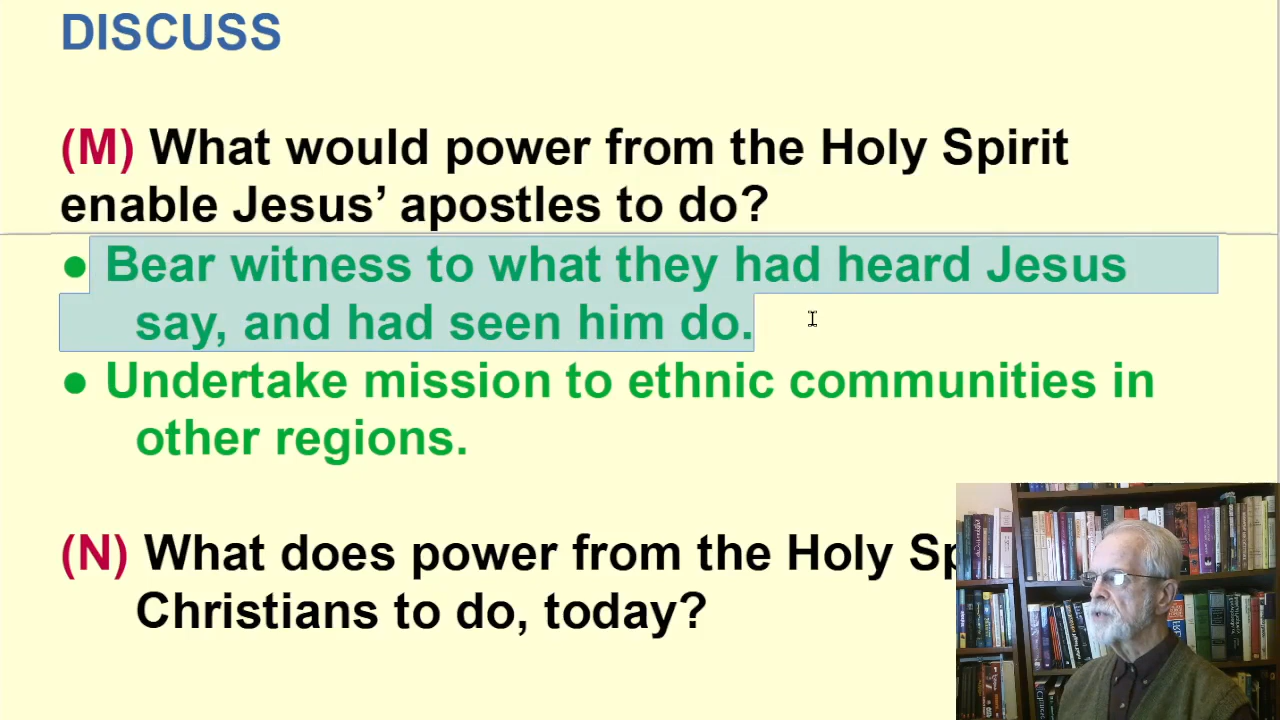 DISCUSS
(M) What would power from the Holy Spirit
enable Jesus’ apostles to do?
● Bear witness to what they had heard Jesus
say, and had seen him do.
● Undertake mission to ethnic communities in
other regions.
(N) What does power from the Holy
Christians to do, today?